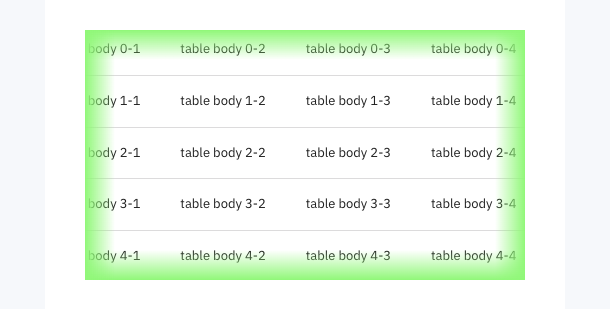 body 0-1 table body 0-2 table body 0-3 table body 0-4
body 1-1 table body 1-2 table body 1-3 table body 1-4
body 2-1 table body 2-2 table body 2-3 table body 2-4
body 3-1 table body 3-2 table body 3-3 table body 3-4
body 4-1 table body 4-2 table body 4-3 table body 4-4